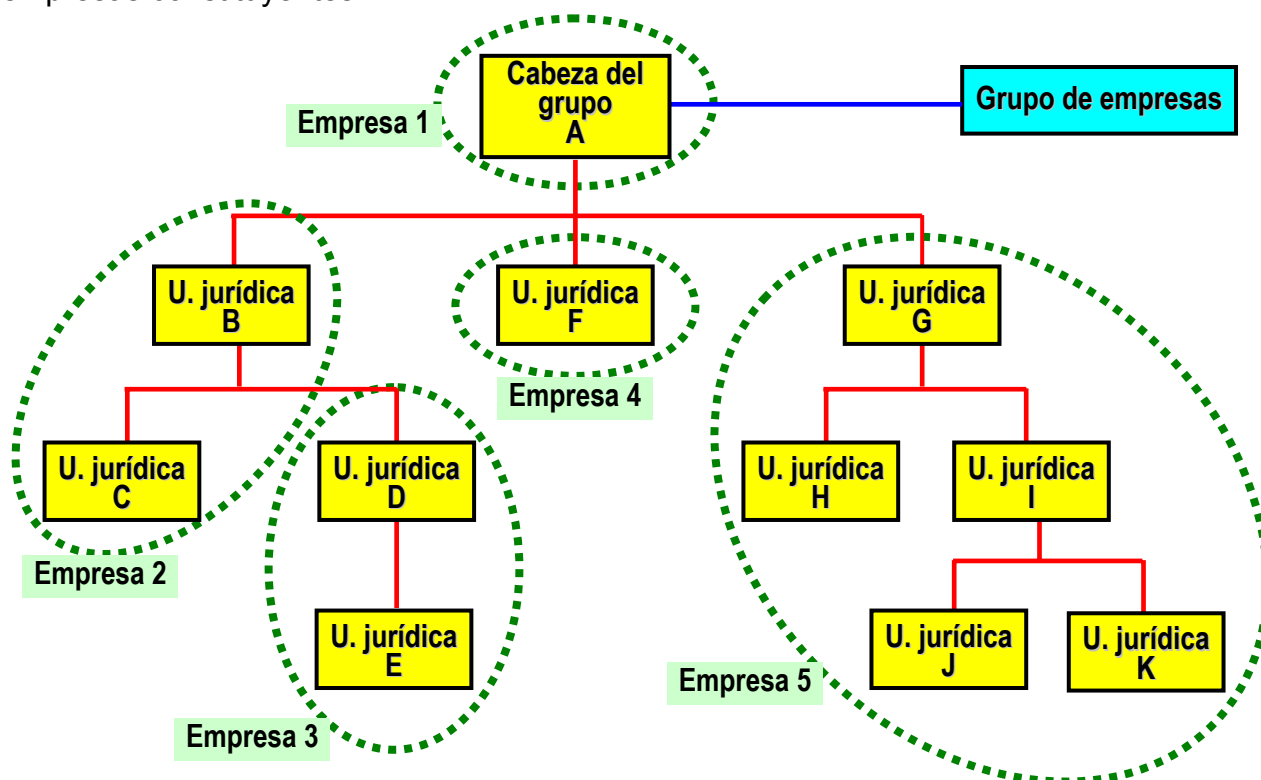 Cabeza del
grupo
A
Grupo de empresas
Empresa 1
U. jurídica
B
U. jurídica
F
U. jurídica
G
Empresa 4
U. jurídica
C
U. jurídica
D
U. jurídica
H
U. jurídica
I
Empresa 2
U. jurídica
E
U. jurídica
J
U. jurídica
K
Empresa 5
Empresa 3